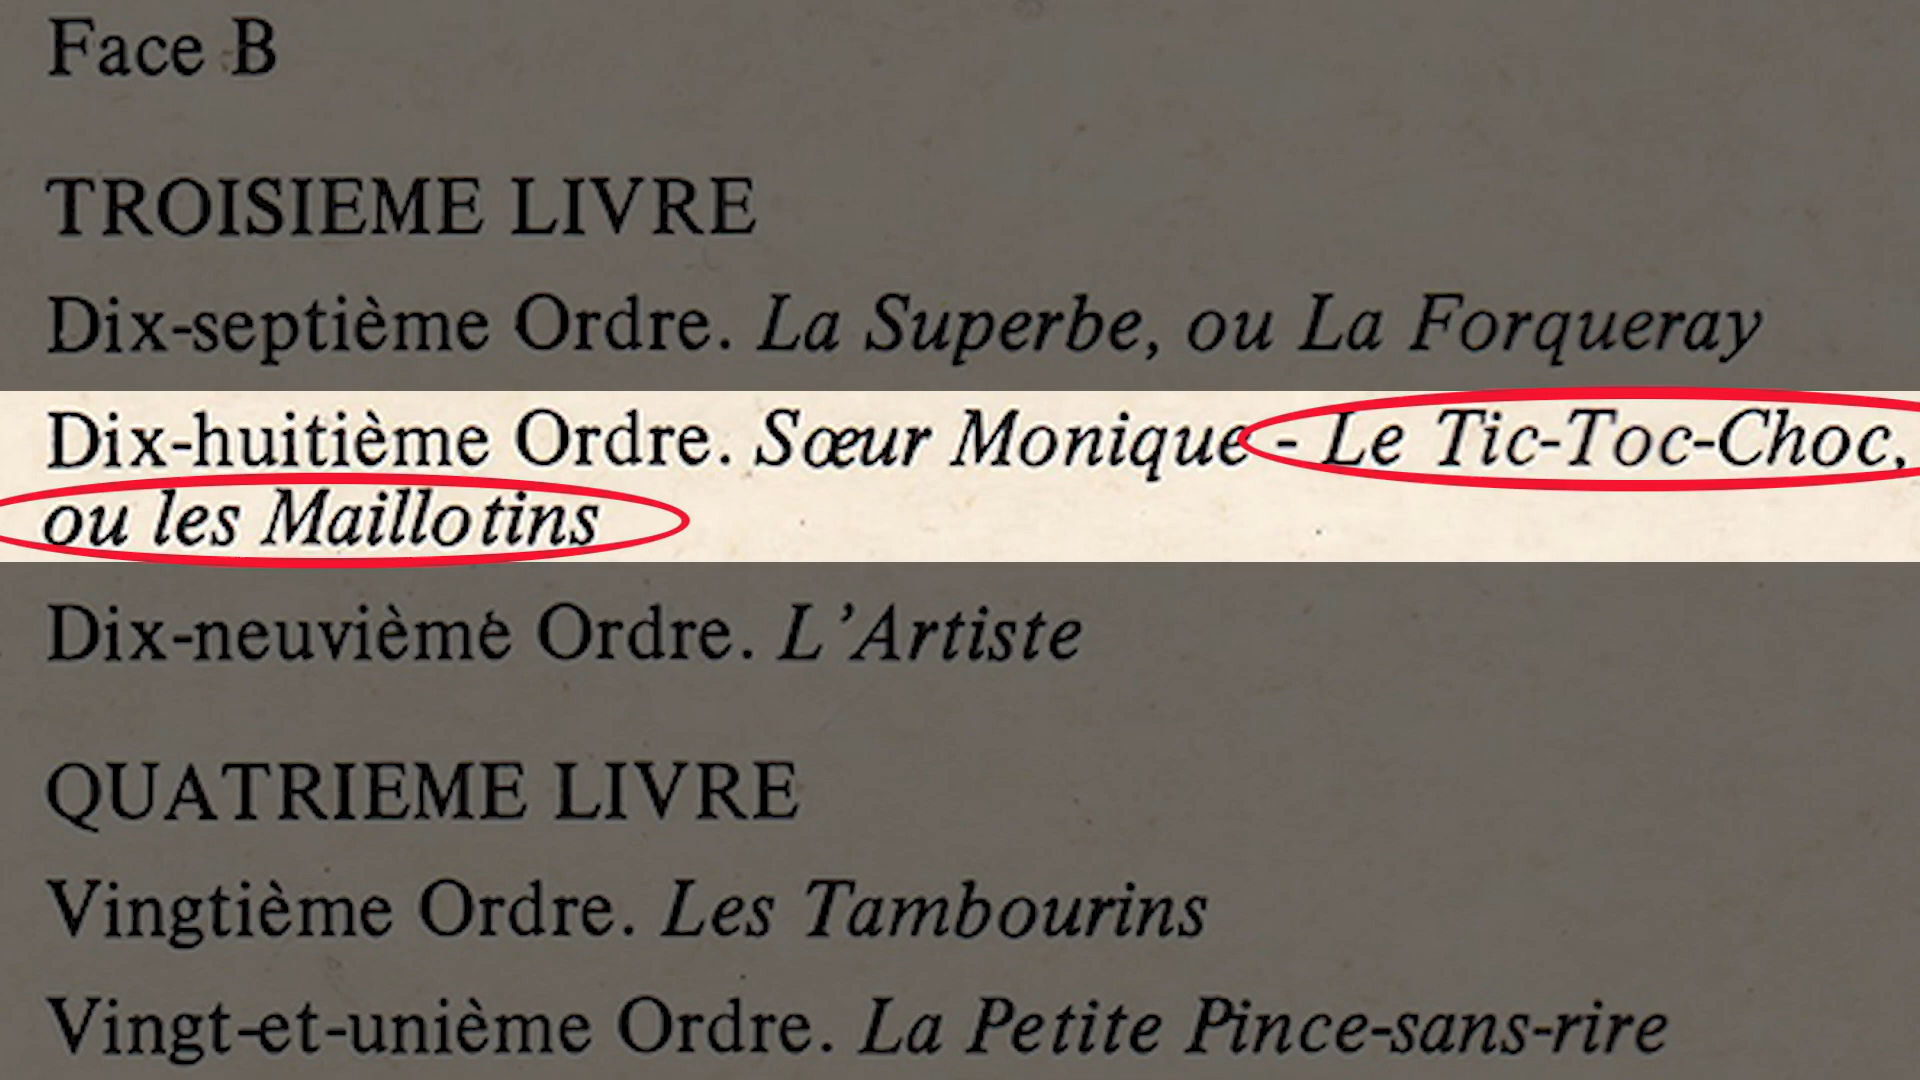 Face B
TROISIEME LIVRE
Dix-septième Ordre. La Superbe, ou La Forqueray
Dix-huitième Ordre. Sœur Monique - Le Tic-Toc-Choc,
ou les Maillotins
Dix-neuvième Ordre. L'Artiste
QUATRIEME LIVRE
Vingtième Ordre. Les Tambourins
Vingt-et-unième Ordre. La Petite Pince-sans-rire